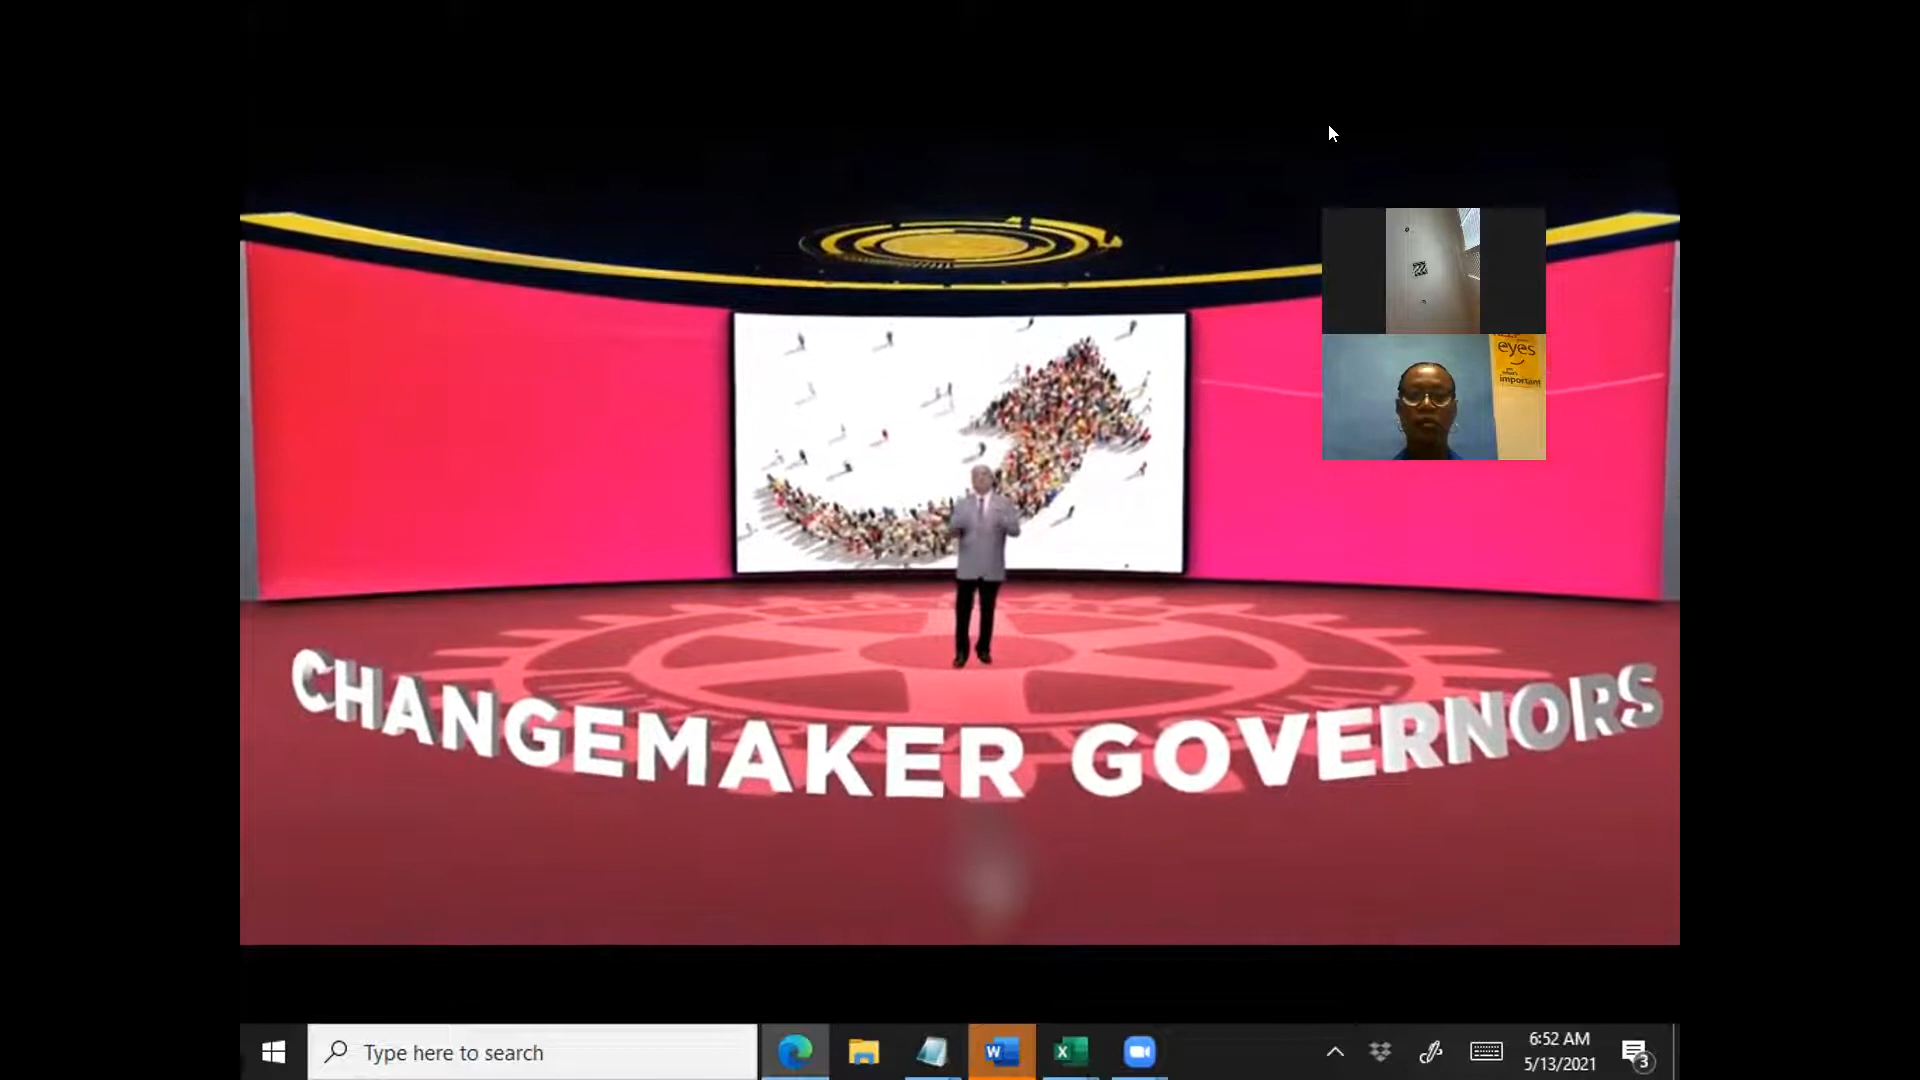 eyes
important
CHANGEMAKER GOVERNORS
Type here to search
6:52 AM
5/13/2021
3